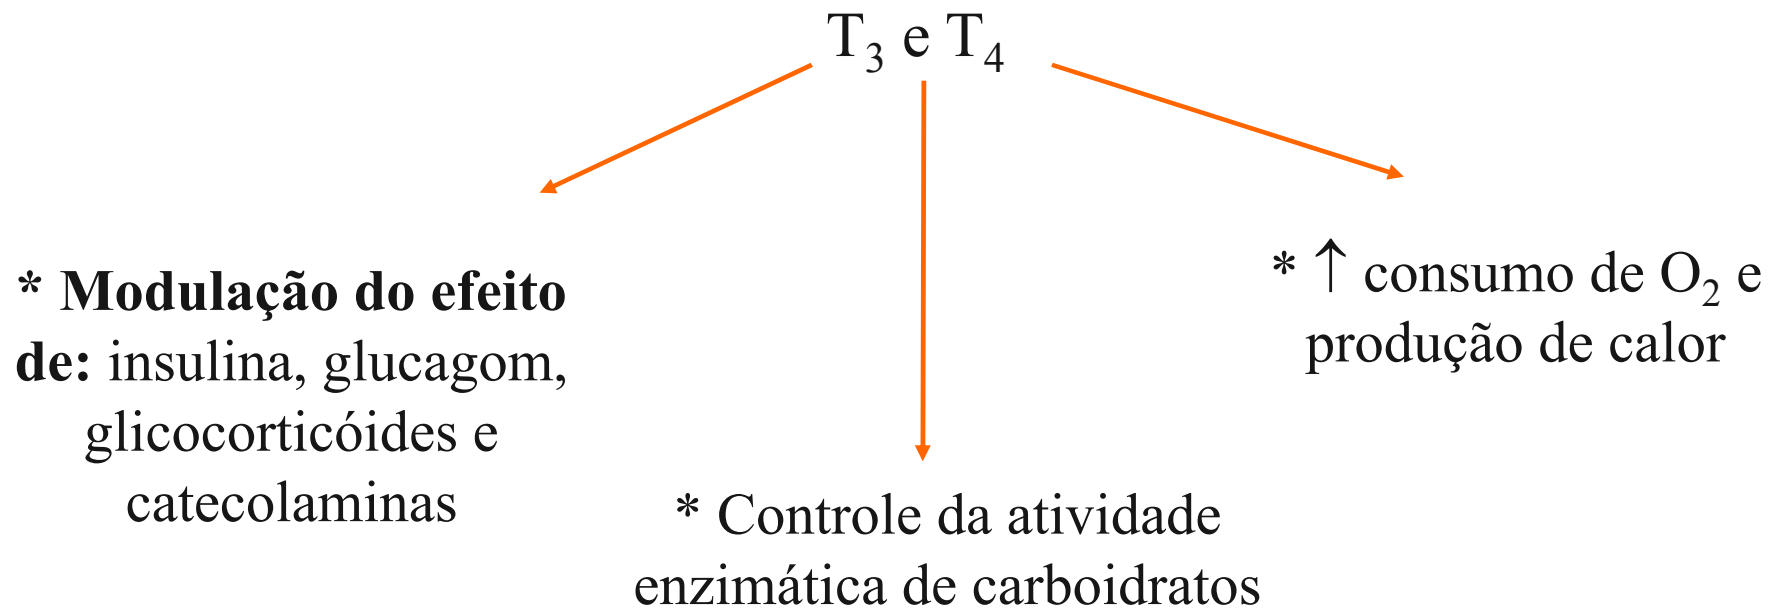 T₃ e T₄
* Modulação do efeito
de: insulina, glucagom,
glicocorticóides e
catecolaminas
* Controle da atividade
enzimática de carboidratos
* ↑ consumo de O₂ e
produção de calor